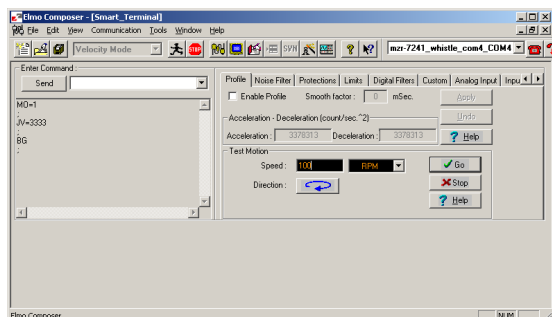 Elmo Composer - [Smart_Terminal]
File Edit View Communication Tools Window Help
Velocity Mode STOP SYN mzr-7241_whistle_com4_COM4
Enter Command:
Send
MO=1
;
JV=3333
;
BG
;
Profile Noise Filter Protections Limits Digital Filters Custom Analog Input Inpu
Enable Profile Smooth factor : 0 mSec. Apply
Acceleration - Deceleration (count/sec.^2) Undo
Acceleration : 3378313 Deceleration : 3378313 Help
Test Motion
Speed : 100 RPM Go
Direction : Stop
Help
Elmo Composer NUM